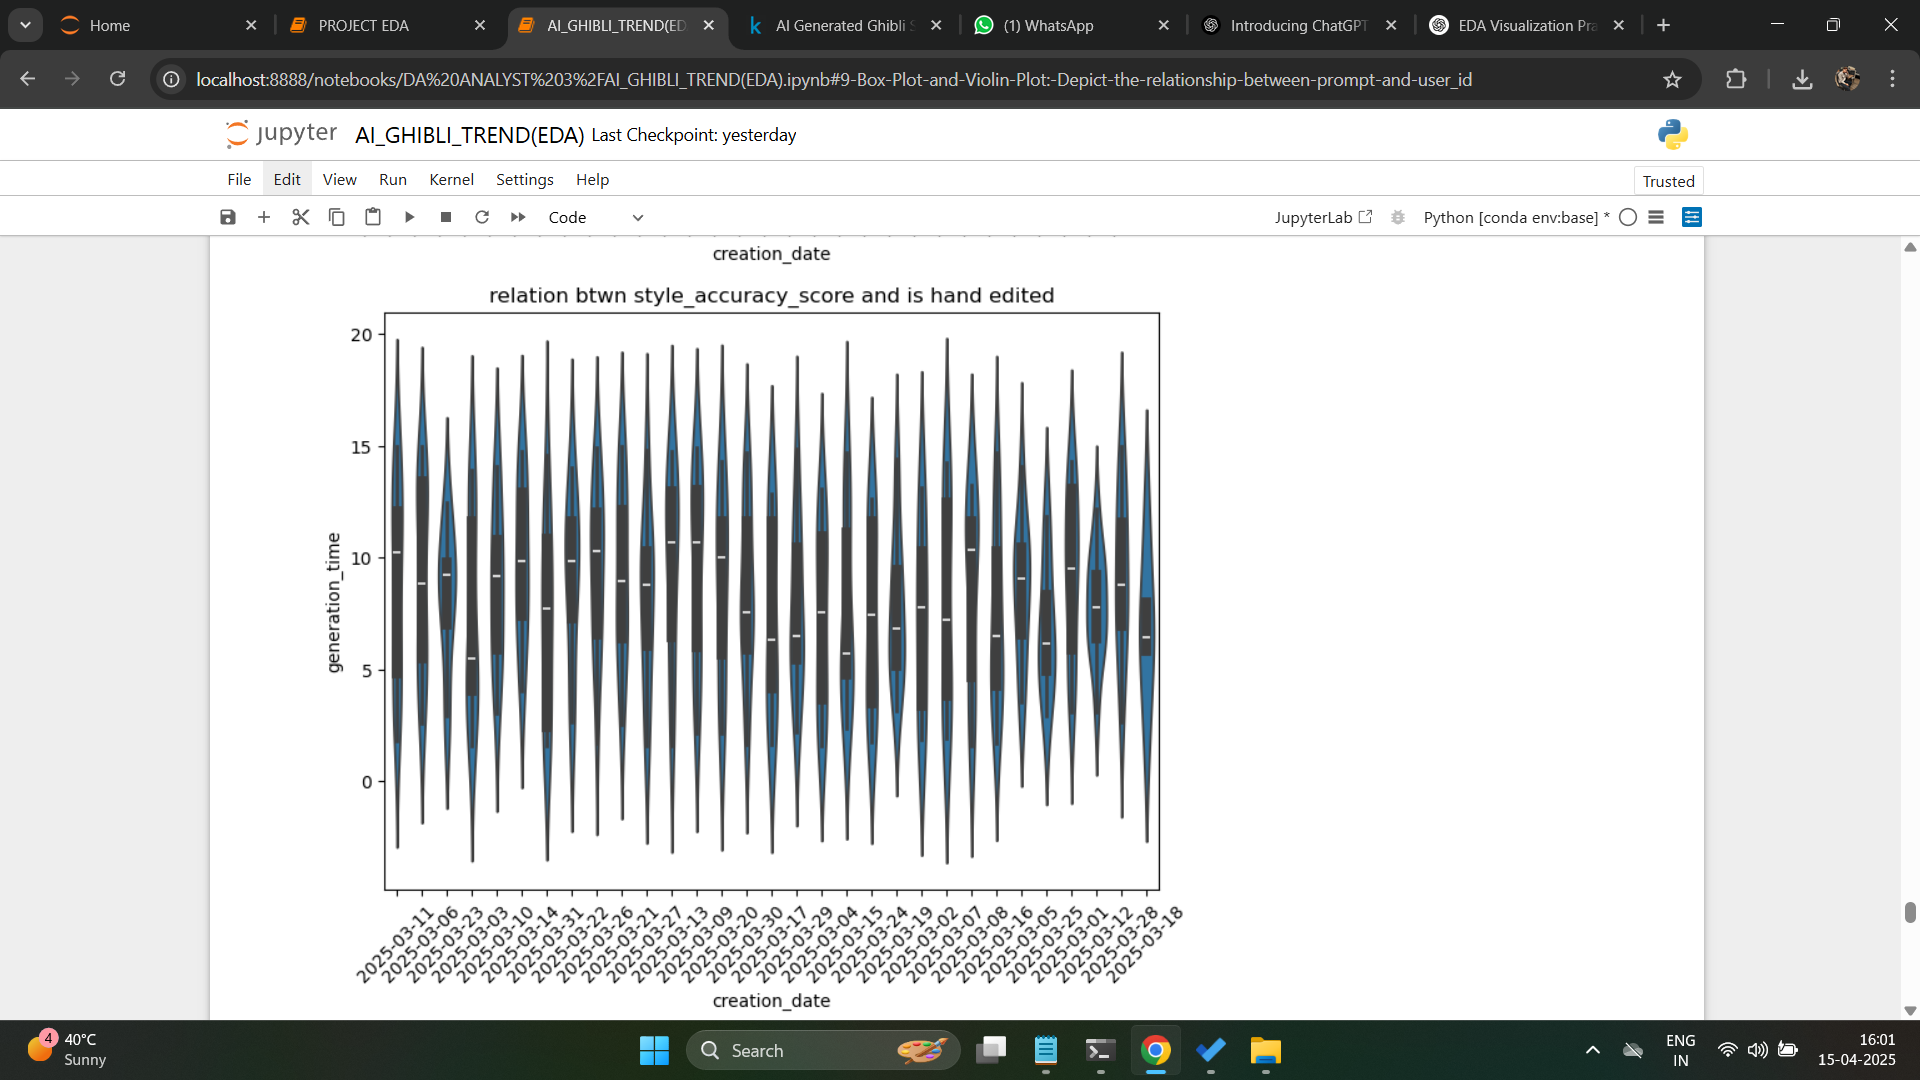 Home
PROJECT EDA
AI_GHIBLI_TREND(ED
AI Generated Ghibli S
(1) WhatsApp
Introducing ChatGPT
EDA Visualization Pra
localhost:8888/notebooks/DA%20ANALYST%203%2FAI_GHIBLI_TREND(EDA).ipynb#9-Box-Plot-and-Violin-Plot:-Depict-the-relationship-between-prompt-and-user_id
jupyter AI_GHIBLI_TREND(EDA) Last Checkpoint: yesterday
File Edit View Run Kernel Settings Help
Trusted
Code
JupyterLab
Python [conda env:base] *
creation_date
relation btwn style_accuracy_score and is hand edited
20
15
10
5
0
generation_time
2025-03-11
2025-03-06
2025-03-23
2025-03-03
2025-03-10
2025-03-14
2025-03-31
2025-03-22
2025-03-26
2025-03-21
2025-03-27
2025-03-13
2025-03-09
2025-03-20
2025-03-30
2025-03-17
2025-03-29
2025-03-04
2025-03-15
2025-03-24
2025-03-19
2025-03-02
2025-03-07
2025-03-08
2025-03-16
2025-03-05
2025-03-25
2025-03-01
2025-03-12
2025-03-28
2025-03-18
creation_date
4
40°C
Sunny
Search
ENG
IN
16:01
15-04-2025